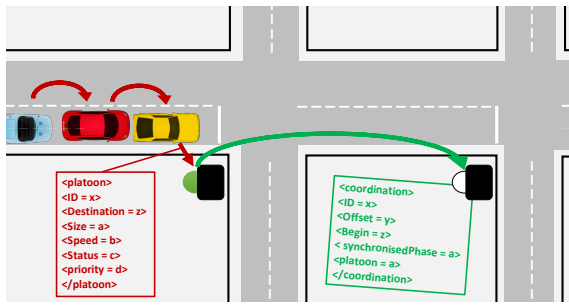 <platoon>
<ID = x>
<Destination = z>
<Size = a>
<Speed = b>
<Status = c>
<priority = d>
</platoon>
<coordination>
<ID = x>
<Offset = y>
<Begin = z>
< synchronisedPhase = a>
<platoon = a>
</coordination>